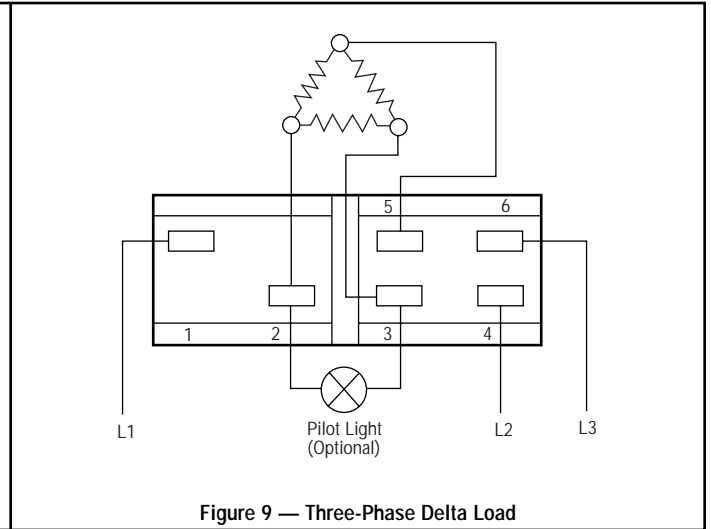 5 6
1 2 3 4
L1
Pilot Light
(Optional)
L2
L3
Figure 9 — Three-Phase Delta Load